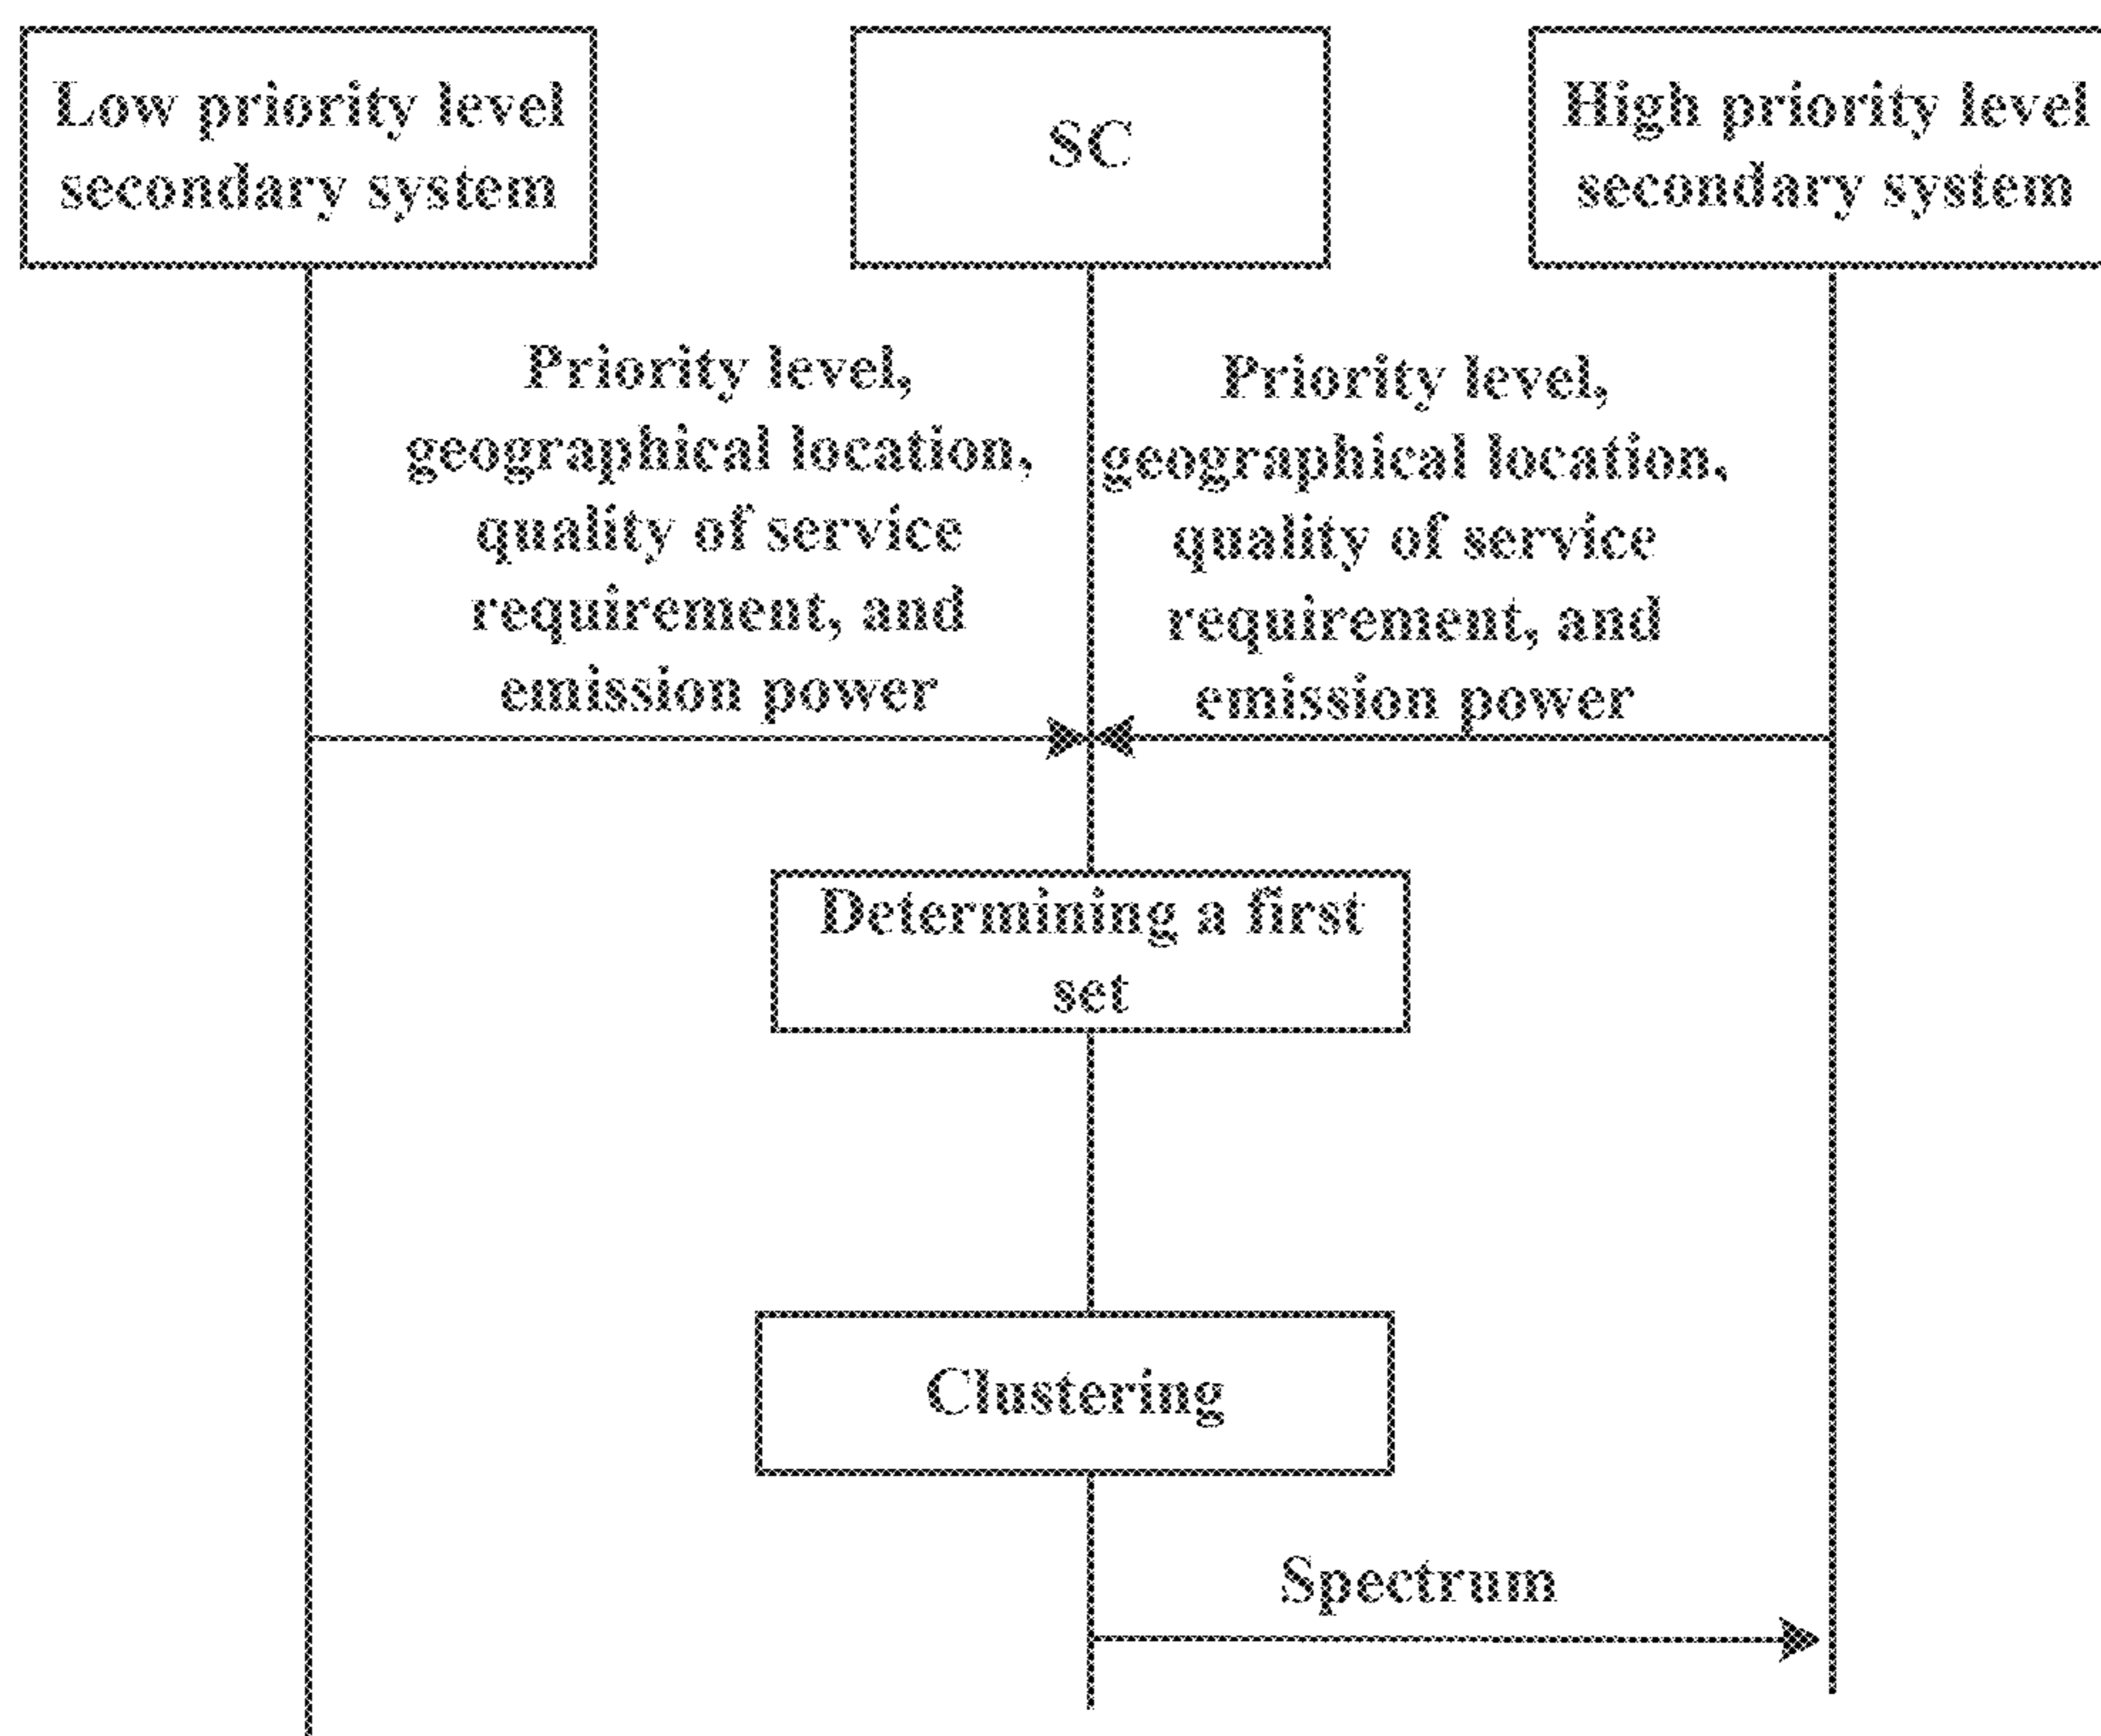 Low priority level
secondary system
SC
High priority level
secondary system
Priority level,
geographical location,
quality of service
requirement, and
emission power
Priority level,
geographical location,
quality of service
requirement, and
emission power
Determining a first
set
Clustering
Spectrum